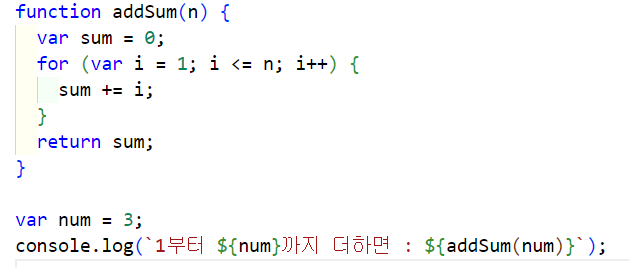 function addSum(n) {
  var sum = 0;
  for (var i = 1; i <= n; i++) {
    sum += i;
  }
  return sum;
}

var num = 3;
console.log(`1부터 ${num}까지 더하면 : ${addSum(num)}`);